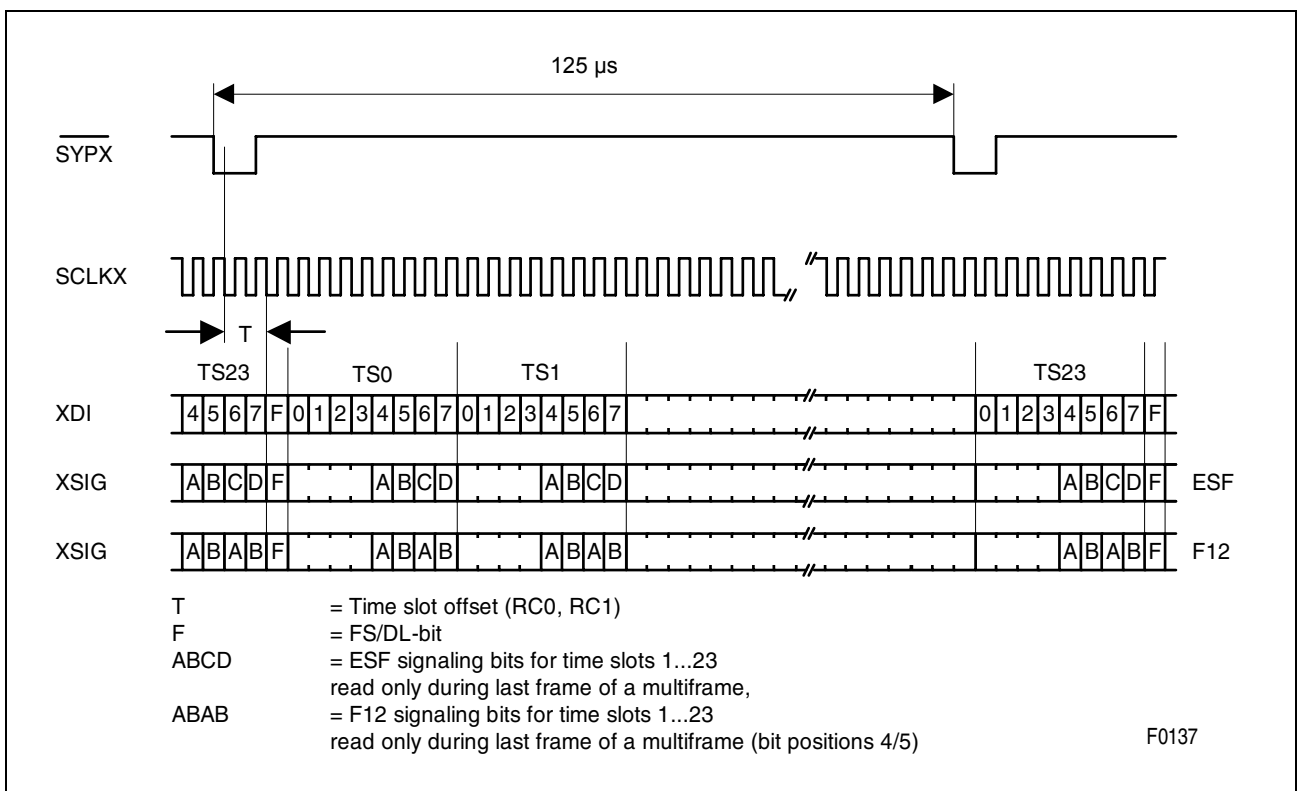 125 µs
SYPX
SCLKX
T
TS23 TS0 TS1 TS23
XDI 4 5 6 7 F 0 1 2 3 4 5 6 7 0 1 2 3 4 5 6 7 0 1 2 3 4 5 6 7 F
XSIG A B C D F A B C D A B C D A B C D F ESF
XSIG A B A B F A B A B A B A B A B A B F F12
T = Time slot offset (RC0, RC1)
F = FS/DL-bit
ABCD = ESF signaling bits for time slots 1...23
read only during last frame of a multiframe,
ABAB = F12 signaling bits for time slots 1...23
read only during last frame of a multiframe (bit positions 4/5)
F0137